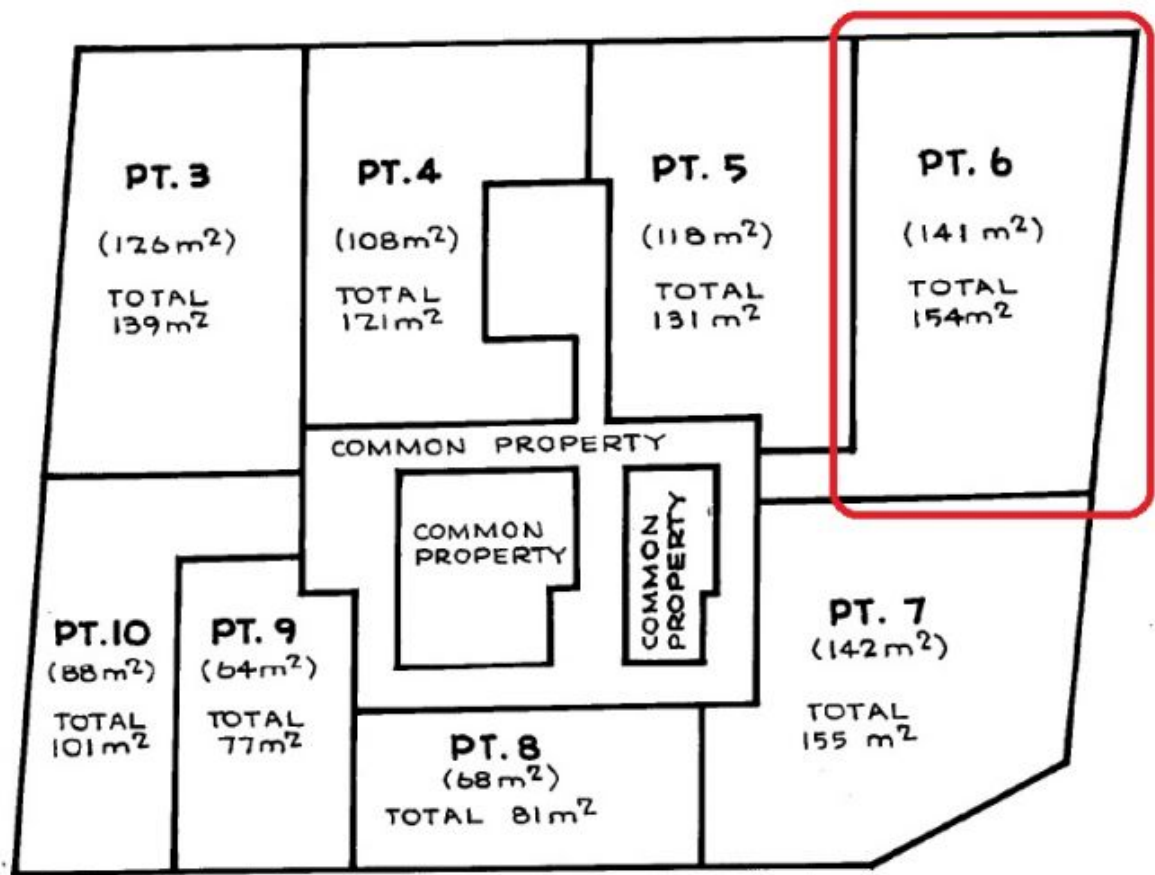 PT. 3
(126m²)
TOTAL
139m²
PT.4
(108m²)
TOTAL
121m²
PT. 5
(118m²)
TOTAL
131 m²
PT. 6
(141 m²)
TOTAL
154m²
COMMON PROPERTY
COMMON
PROPERTY
COMMON
PROPERTY
PT.10
(88m²)
TOTAL
101m²
PT. 9
(64m²)
TOTAL
77m²
PT. 8
(68m²)
TOTAL 81m²
PT. 7
(142m²)
TOTAL
155 m²